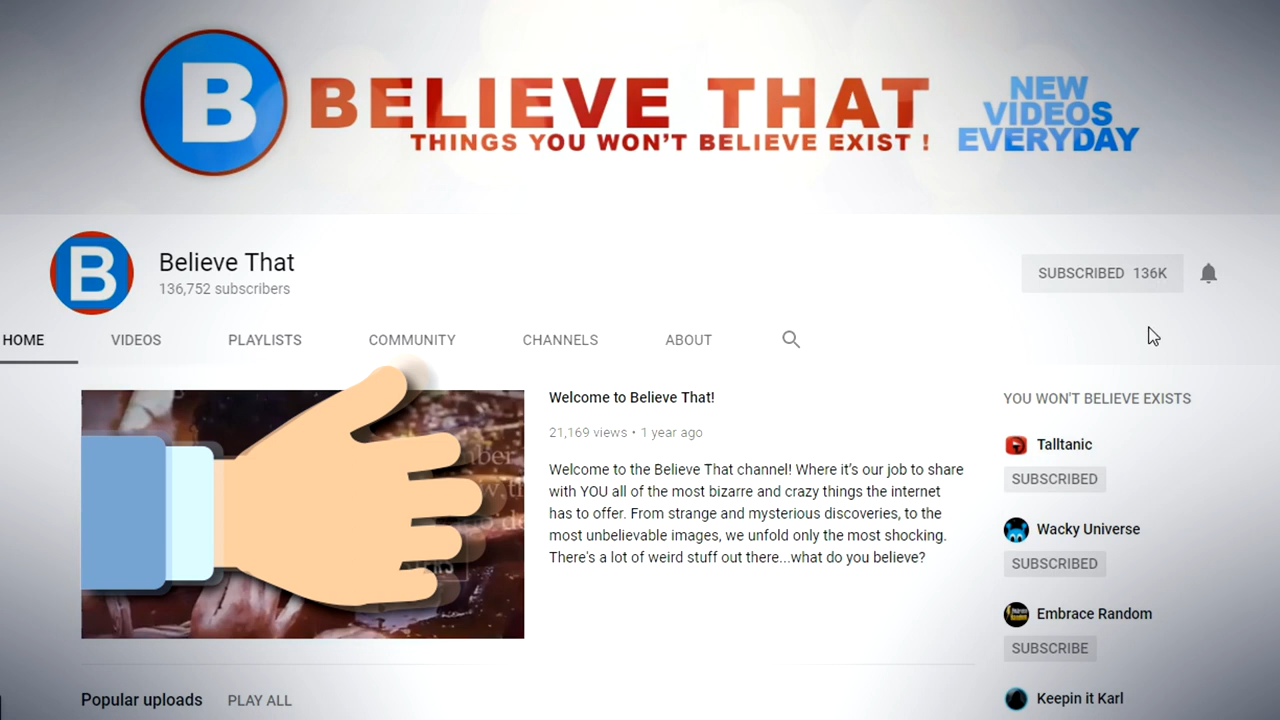 B
BELIEVE THAT
THINGS YOU WON'T BELIEVE EXIST !
NEW
VIDEOS
EVERYDAY
B
Believe That
136,752 subscribers
SUBSCRIBED 136K
HOME
VIDEOS
PLAYLISTS
COMMUNITY
CHANNELS
ABOUT
Welcome to Believe That!
21,169 views • 1 year ago
Welcome to the Believe That channel! Where it's our job to share
with YOU all of the most bizarre and crazy things the internet
has to offer. From strange and mysterious discoveries, to the
most unbelievable images, we unfold only the most shocking.
There's a lot of weird stuff out there...what do you believe?
YOU WON'T BELIEVE EXISTS
Talltanic
SUBSCRIBED
Wacky Universe
SUBSCRIBED
Embrace Random
SUBSCRIBE
Keepin it Karl
Popular uploads
PLAY ALL